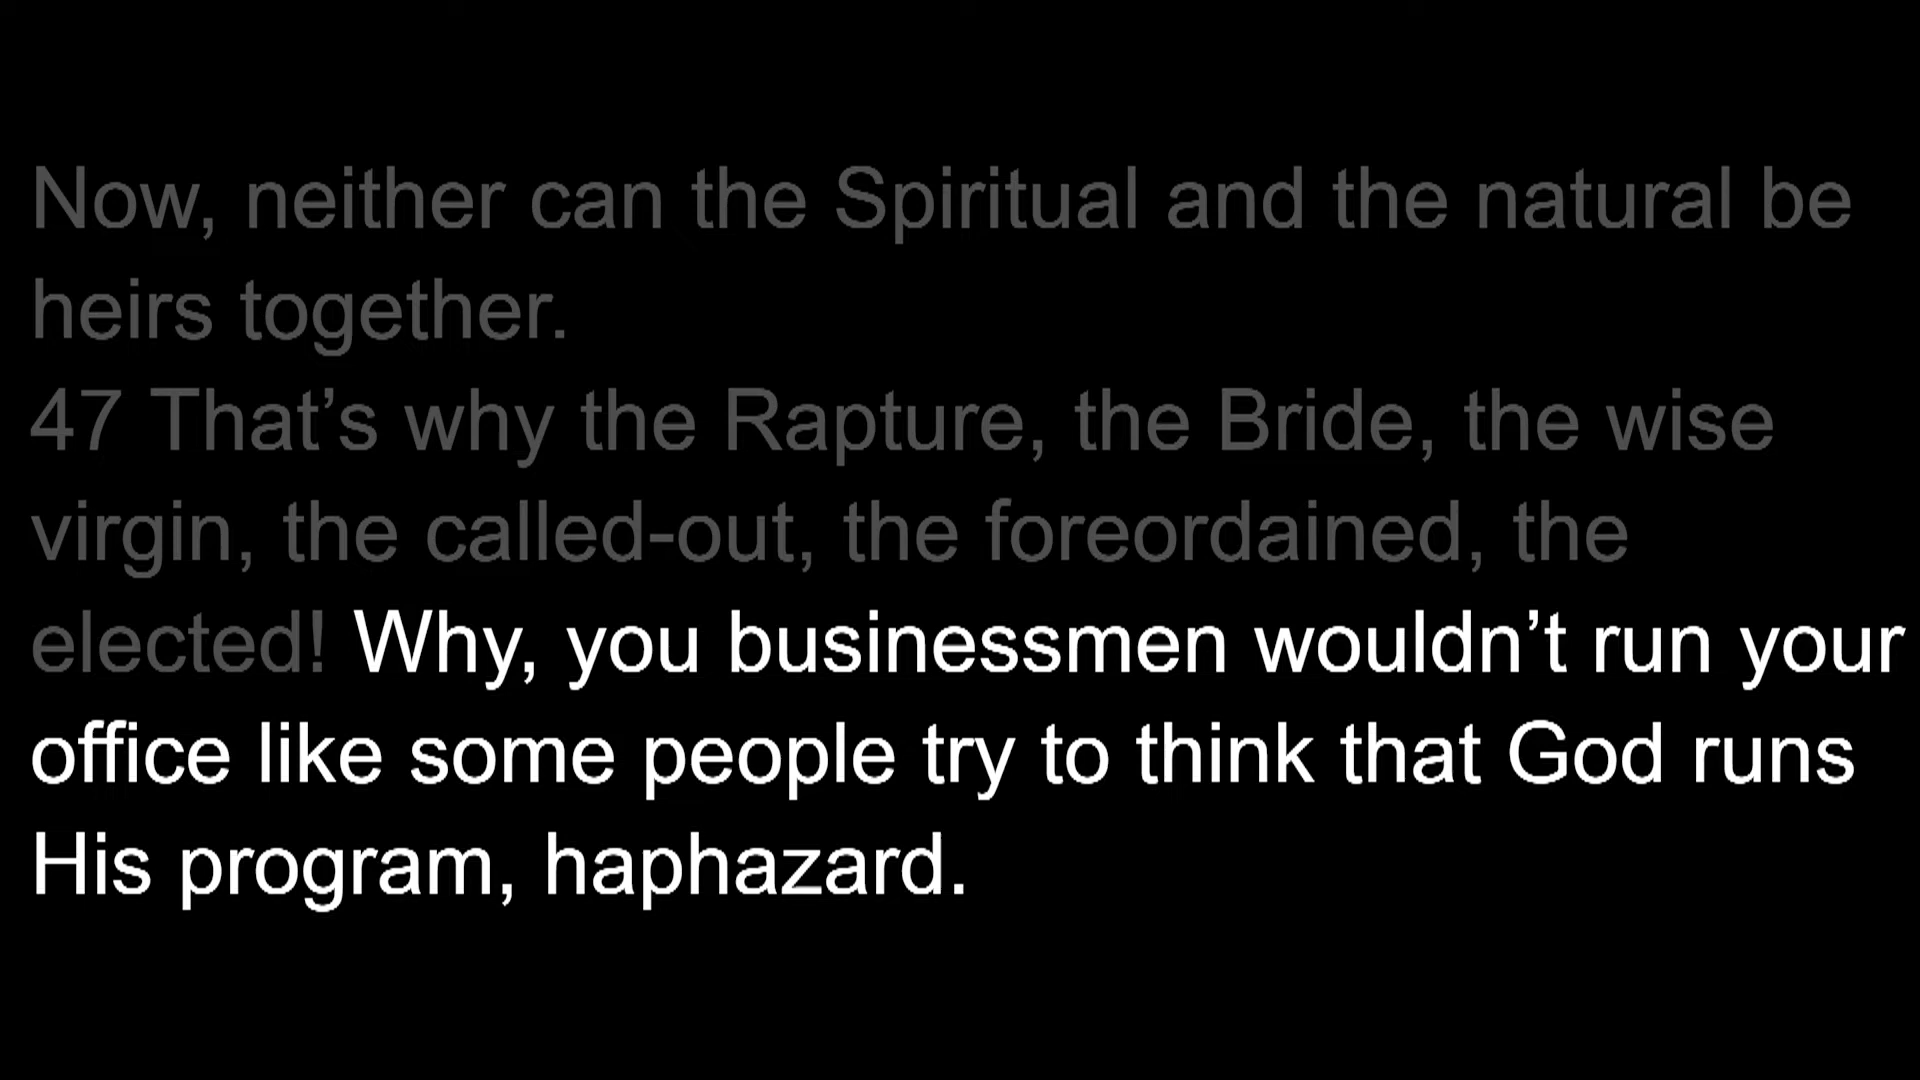 Now, neither can the Spiritual and the natural be
heirs together.
47 That’s why the Rapture, the Bride, the wise
virgin, the called-out, the foreordained, the
elected! Why, you businessmen wouldn’t run your
office like some people try to think that God runs
His program, haphazard.